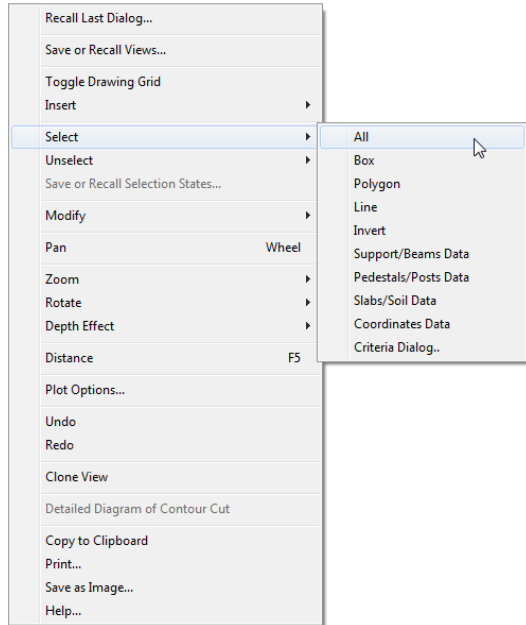 Recall Last Dialog...
Save or Recall Views...
Toggle Drawing Grid
Insert
Select
Unselect
Save or Recall Selection States...
Modify
Pan Wheel
Zoom
Rotate
Depth Effect
Distance F5
Plot Options...
Undo
Redo
Clone View
Detailed Diagram of Contour Cut
Copy to Clipboard
Print...
Save as Image...
Help...
All
Box
Polygon
Line
Invert
Support/Beams Data
Pedestals/Posts Data
Slabs/Soil Data
Coordinates Data
Criteria Dialog..